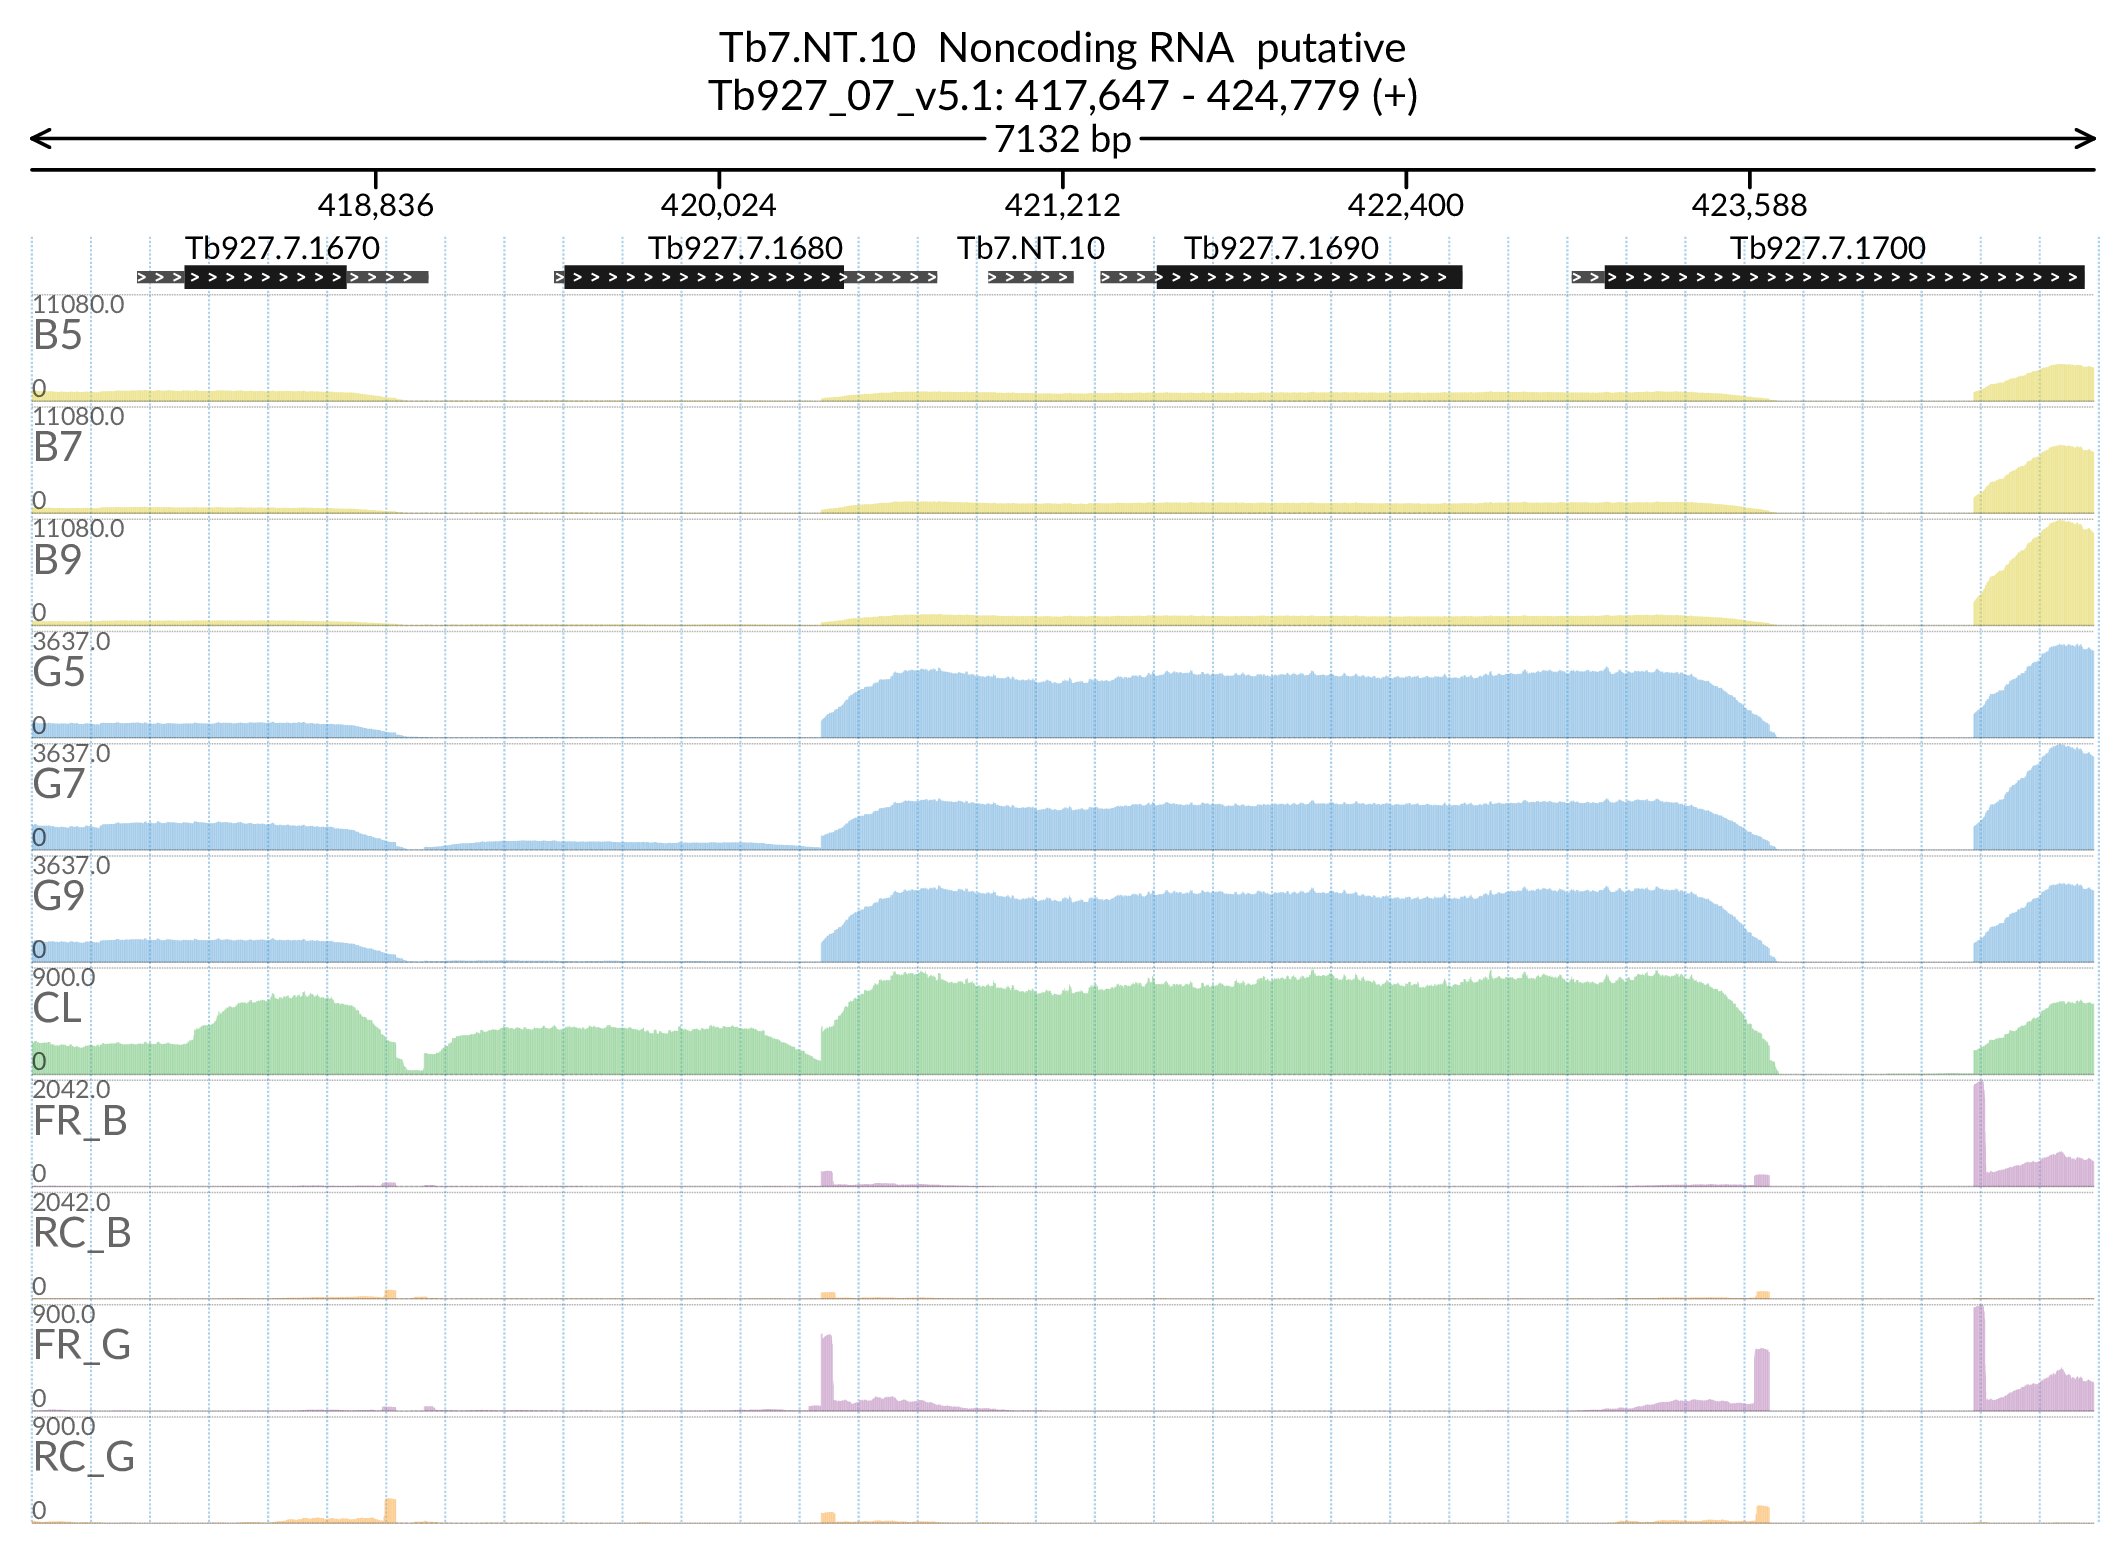 Tb7.NT.10  Noncoding RNA  putative
Tb927_07_v5.1: 417,647 - 424,779 (+)
7132 bp
418,836 420,024 421,212 422,400 423,588
Tb927.7.1670 Tb927.7.1680 Tb7.NT.10 Tb927.7.1690 Tb927.7.1700
11080.0
B5
0
11080.0
B7
0
11080.0
B9
0
3637.0
G5
0
3637.0
G7
0
3637.0
G9
0
900.0
CL
0
2042.0
FR_B
0
2042.0
RC_B
0
900.0
FR_G
0
900.0
RC_G
0